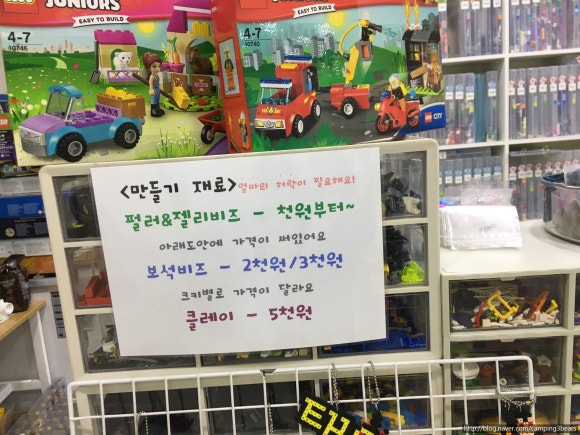 JUNIORS
EASY TO BUILD
4-7
10746
JUNIORS
EASY TO BUILD
4-7
10740
CITY
<만들기 재료> 엄마의 허락이 필요해요!
펄러&젤리비즈 - 천원부터~
아래도안에 가격이 써있어요
보석비즈 - 2천원/3천원
크키별로 가격이 달라요
클레이 - 5천원
http://blog.naver.com/camping3bears